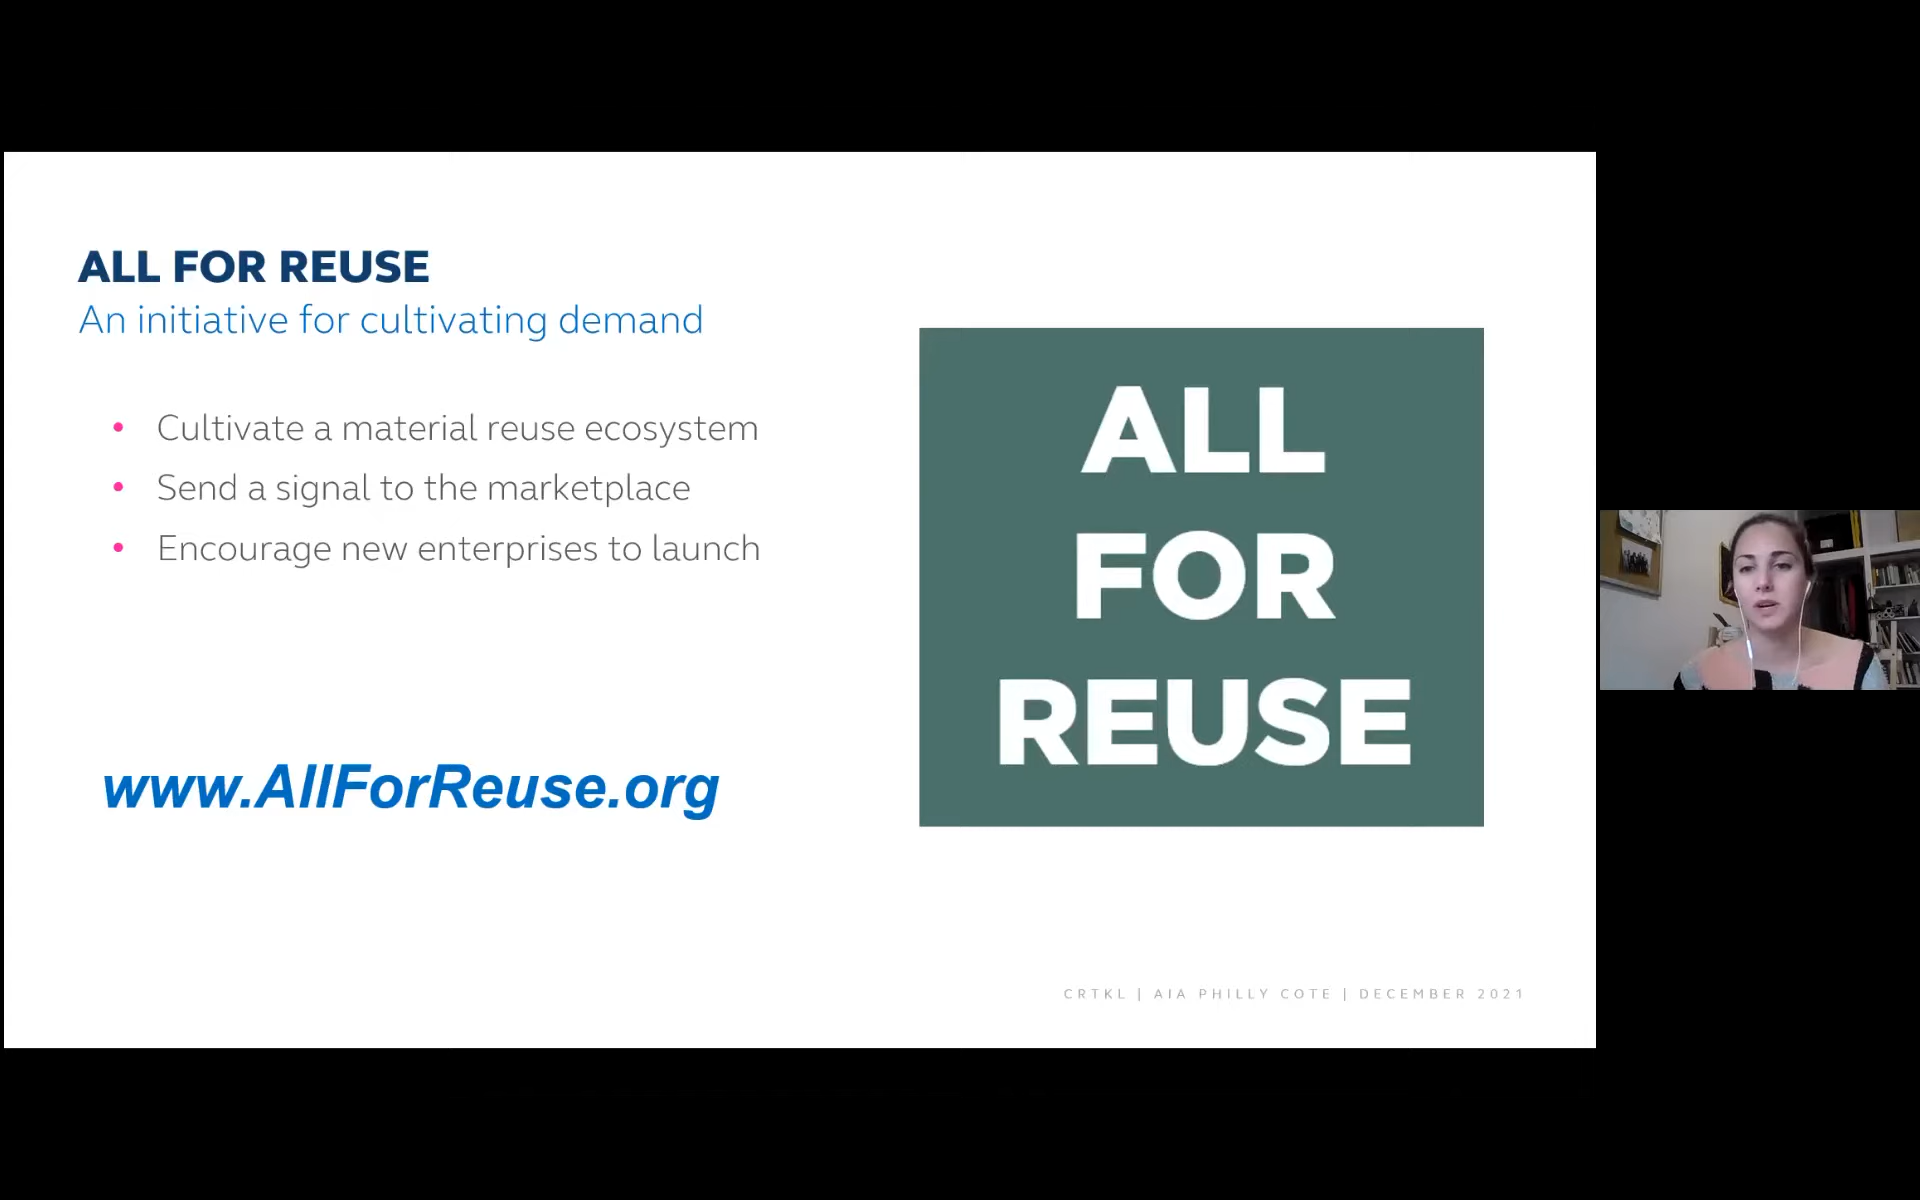 ALL FOR REUSE
An initiative for cultivating demand
• Cultivate a material reuse ecosystem
• Send a signal to the marketplace
• Encourage new enterprises to launch
www.AllForReuse.org
ALL
FOR
REUSE
CRTKL | AIA PHILLY COTE | DECEMBER 2021